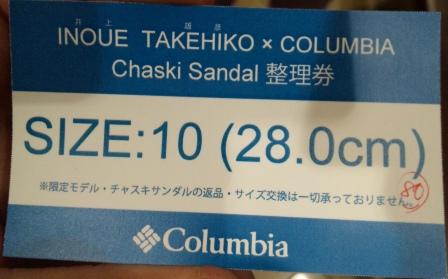 井上 雄彦
INOUE TAKEHIKO × COLUMBIA
Chaski Sandal 整理券
SIZE:10 (28.0cm)
※限定モデル・チャスキサンダルの返品・サイズ交換は一切承っておりません。
80
Columbia